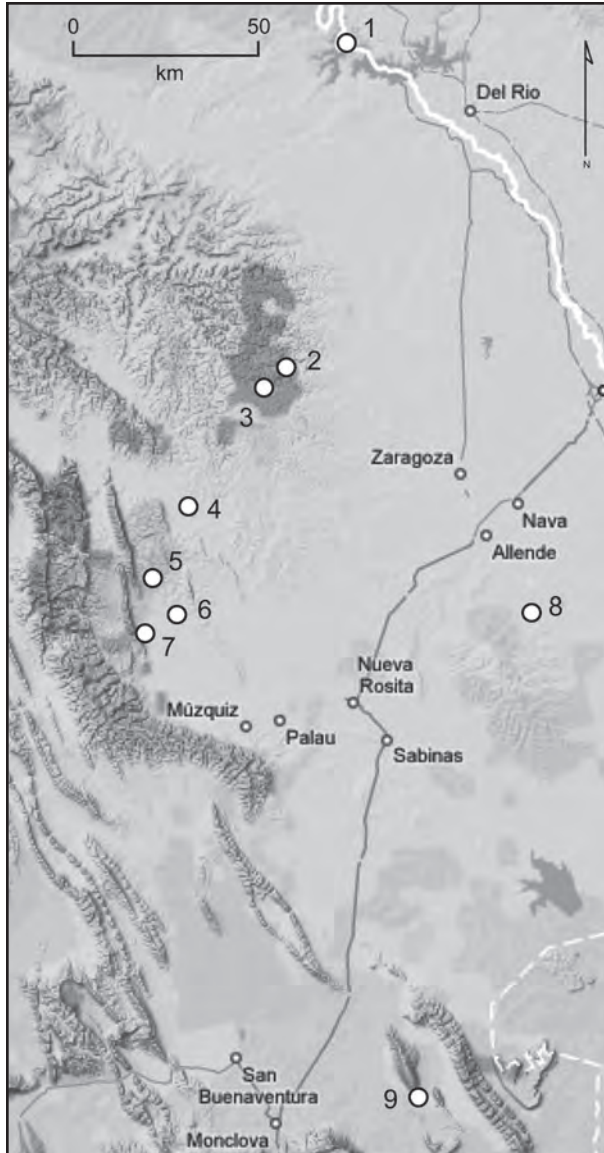 0 50
km
1
Del Rio
N
2
3
Zaragoza
4
Nava
Allende
5
6
8
7
Nueva
Rosita
Múzquiz
Palau
Sabinas
San
Buenaventura
9
Monclova